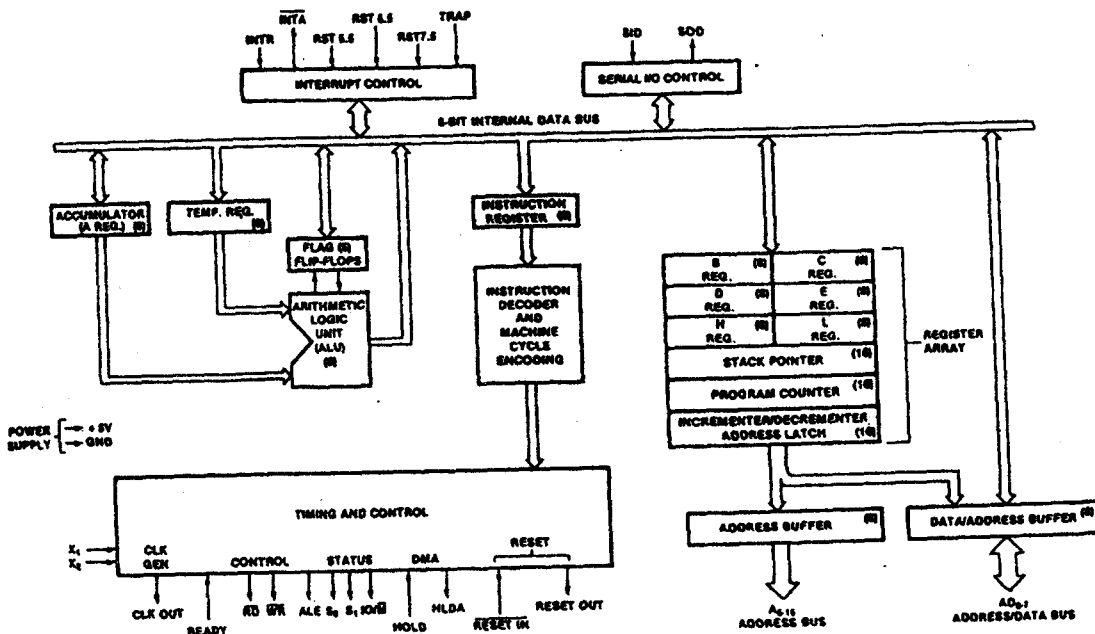 INTR
INTA
RST 5.5
RST 6.5
RST 7.5
TRAP
INTERRUPT CONTROL
SID
SOD
SERIAL I/O CONTROL
8-BIT INTERNAL DATA BUS
ACCUMULATOR
(A REG.) (8)
TEMP. REG.
(8)
FLAG (5)
FLIP-FLOPS
ARITHMETIC
LOGIC
UNIT
(ALU)
(8)
INSTRUCTION
REGISTER (8)
INSTRUCTION
DECODER
AND
MACHINE
CYCLE
ENCODING
B (8)
REG.
C (8)
REG.
D (8)
REG.
E (8)
REG.
H (8)
REG.
L (8)
REG.
STACK POINTER (16)
PROGRAM COUNTER (16)
INCREMENTER/DECREMENTER
ADDRESS LATCH (16)
REGISTER
ARRAY
POWER
SUPPLY
+5V
GND
TIMING AND CONTROL
X₁
X₂
CLK
GEN
CONTROL
STATUS
DMA
RESET
CLK OUT
READY
RD
WR
ALE
S₀
S₁
IO/M
HOLD
HLDA
RESET IN
RESET OUT
ADDRESS BUFFER (8)
DATA/ADDRESS BUFFER (8)
A₈₋₁₅
ADDRESS BUS
AD₀₋₇
ADDRESS/DATA BUS